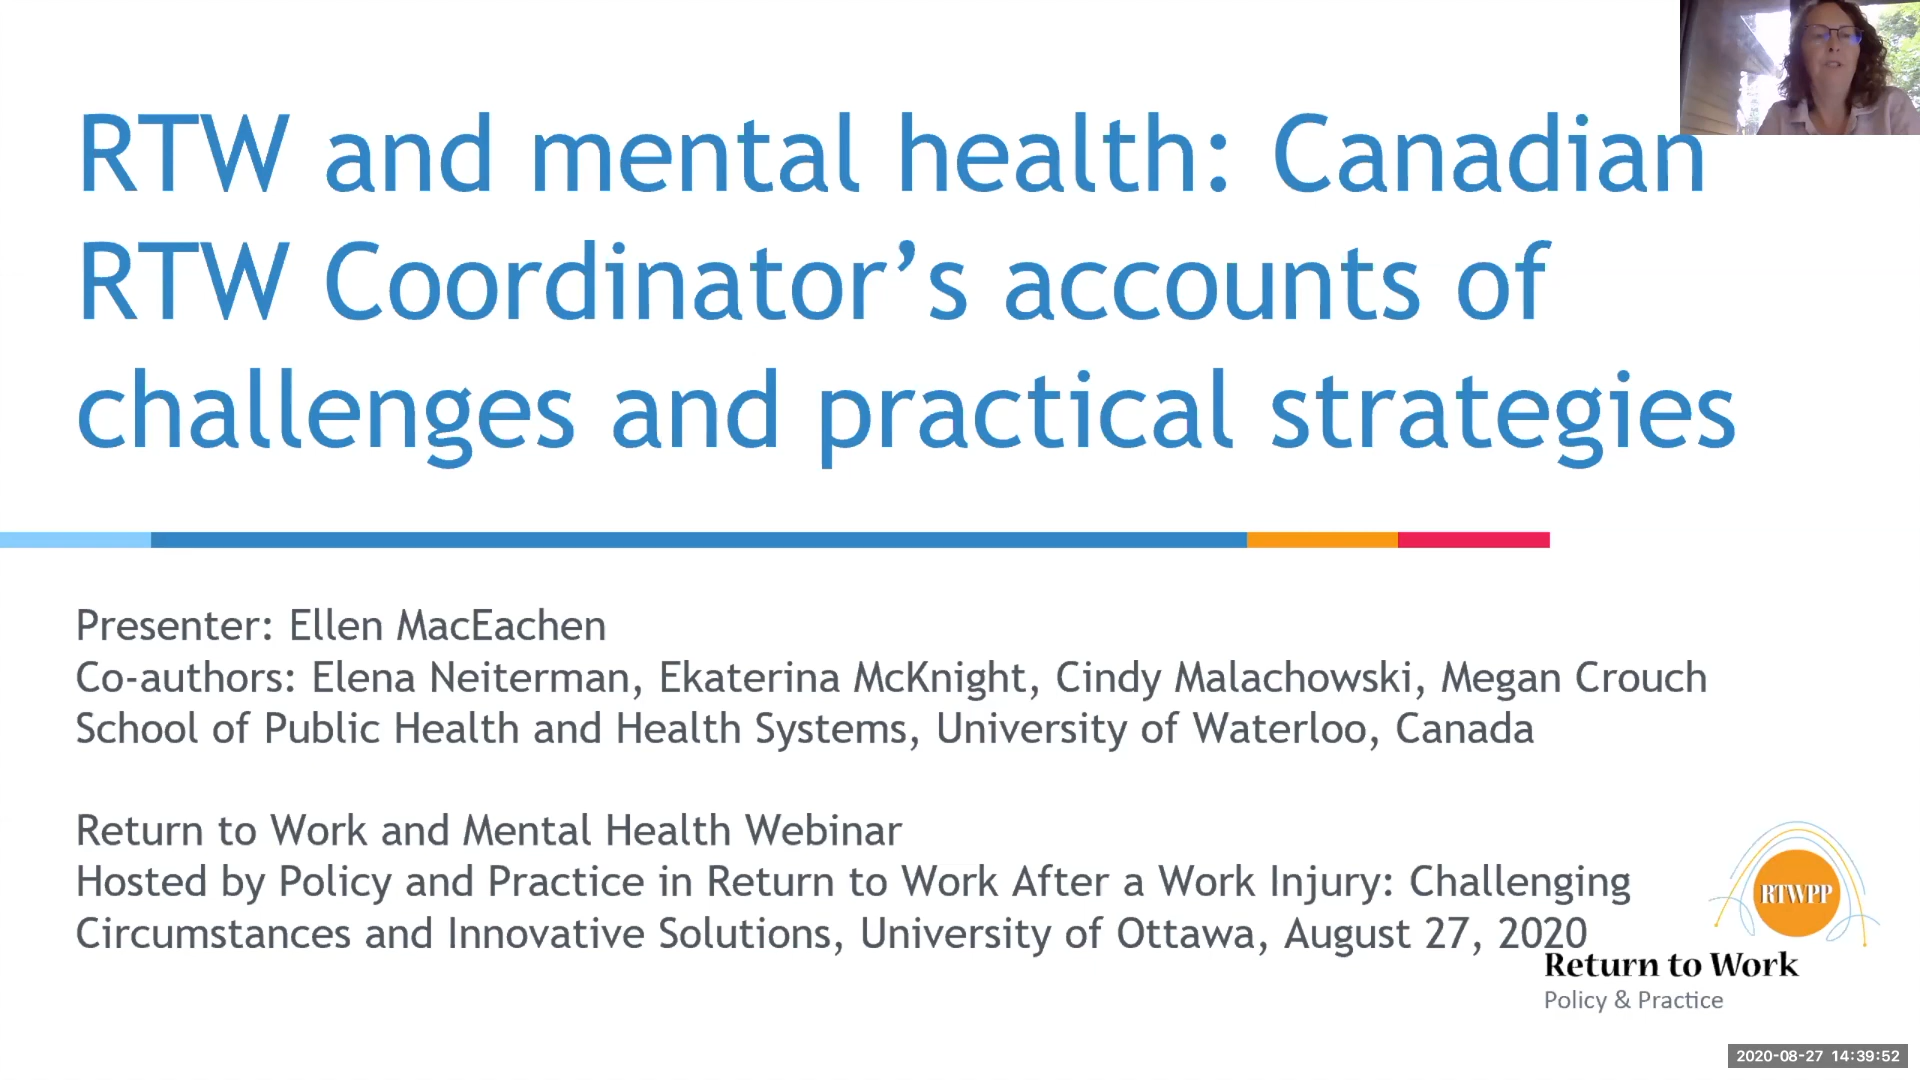 RTW and mental health: Canadian
RTW Coordinator’s accounts of
challenges and practical strategies
Presenter: Ellen MacEachen
Co-authors: Elena Neiterman, Ekaterina McKnight, Cindy Malachowski, Megan Crouch
School of Public Health and Health Systems, University of Waterloo, Canada
Return to Work and Mental Health Webinar
Hosted by Policy and Practice in Return to Work After a Work Injury: Challenging
Circumstances and Innovative Solutions, University of Ottawa, August 27, 2020
RTWPP
Return to Work
Policy & Practice
2020-08-27 14:39:52